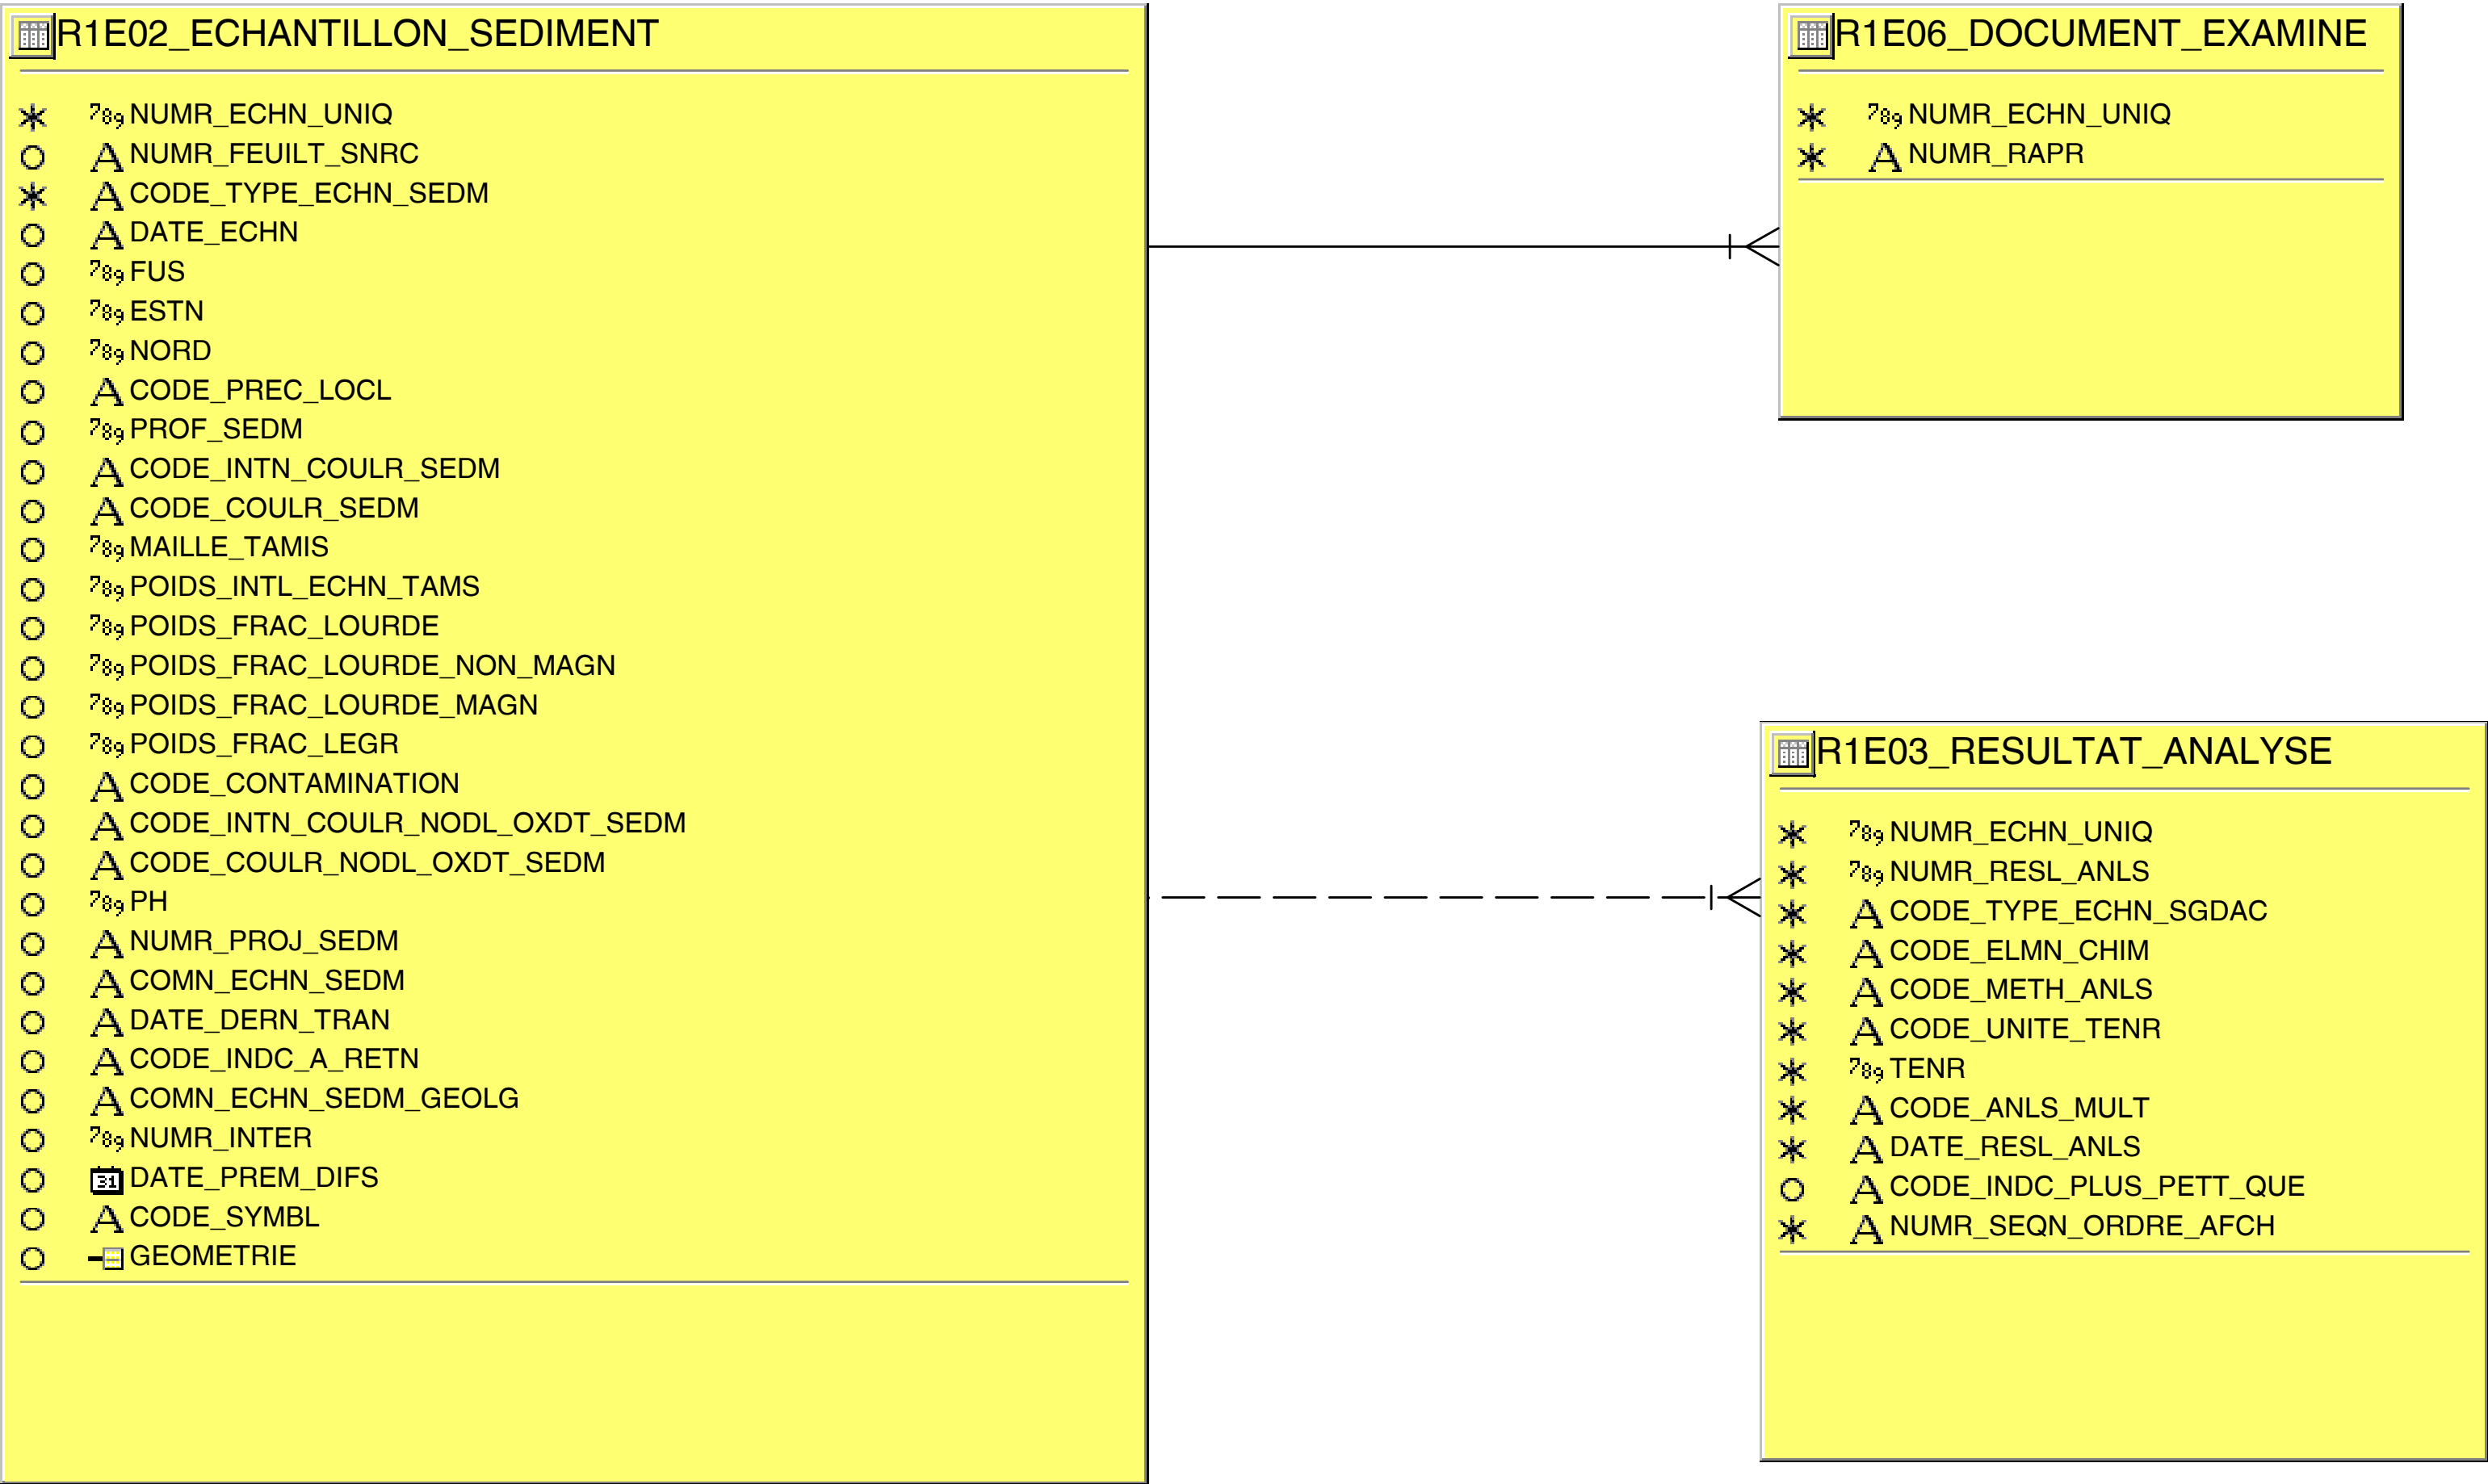 R1E02_ECHANTILLON_SEDIMENT
NUMR_ECHN_UNIQ
NUMR_FEUILT_SNRC
CODE_TYPE_ECHN_SEDM
DATE_ECHN
FUS
ESTN
NORD
CODE_PREC_LOCL
PROF_SEDM
CODE_INTN_COULR_SEDM
CODE_COULR_SEDM
MAILLE_TAMIS
POIDS_INTL_ECHN_TAMS
POIDS_FRAC_LOURDE
POIDS_FRAC_LOURDE_NON_MAGN
POIDS_FRAC_LOURDE_MAGN
POIDS_FRAC_LEGR
CODE_CONTAMINATION
CODE_INTN_COULR_NODL_OXDT_SEDM
CODE_COULR_NODL_OXDT_SEDM
PH
NUMR_PROJ_SEDM
COMN_ECHN_SEDM
DATE_DERN_TRAN
CODE_INDC_A_RETN
COMN_ECHN_SEDM_GEOLG
NUMR_INTER
DATE_PREM_DIFS
CODE_SYMBL
GEOMETRIE
R1E06_DOCUMENT_EXAMINE
NUMR_ECHN_UNIQ
NUMR_RAPR
R1E03_RESULTAT_ANALYSE
NUMR_ECHN_UNIQ
NUMR_RESL_ANLS
CODE_TYPE_ECHN_SGDAC
CODE_ELMN_CHIM
CODE_METH_ANLS
CODE_UNITE_TENR
TENR
CODE_ANLS_MULT
DATE_RESL_ANLS
CODE_INDC_PLUS_PETT_QUE
NUMR_SEQN_ORDRE_AFCH